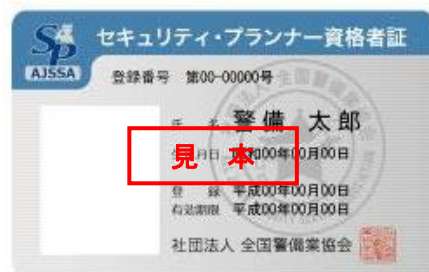 SP
AJSSA
セキュリティ・プランナー資格者証
登録番号 第00-00000号
氏 名 警備 太郎
月日 昭和00年00月00日
見本
登 録 平成00年00月00日
有効期限 平成00年00月00日
社団法人 全国警備業協会